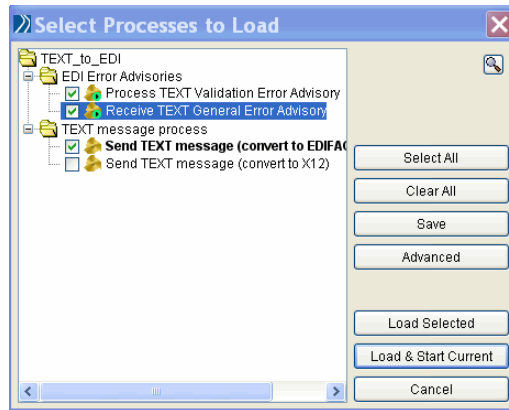 Select Processes to Load
TEXT_to_EDI
EDI Error Advisories
Process TEXT Validation Error Advisory
Receive TEXT General Error Advisory
TEXT message process
Send TEXT message (convert to EDIFA
Send TEXT message (convert to X12)
Select All
Clear All
Save
Advanced
Load Selected
Load & Start Current
Cancel